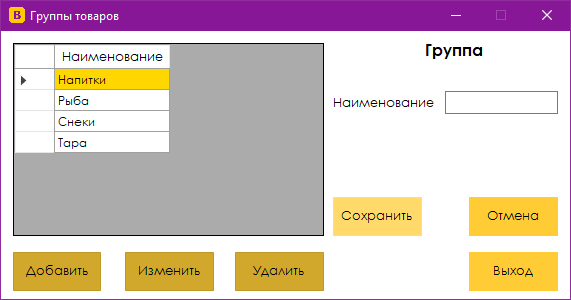 B Группы товаров
Наименование
Напитки
Рыба
Снеки
Тара
Группа
Наименование
Сохранить
Отмена
Добавить
Изменить
Удалить
Выход